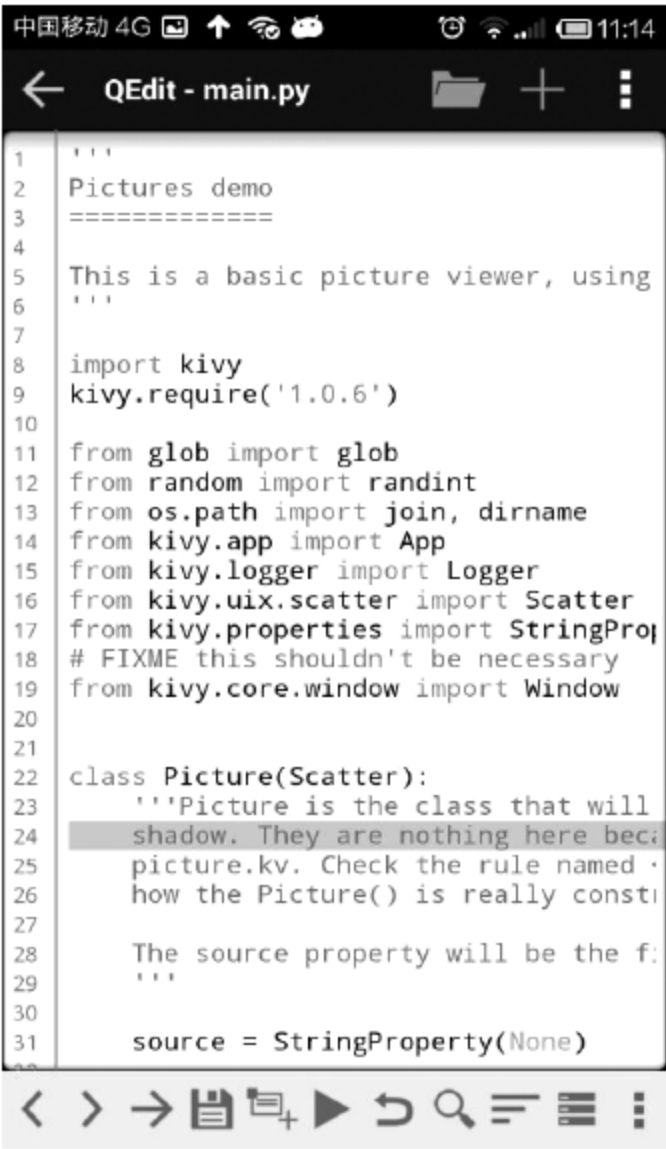 中国移动 4G 11:14
QEdit - main.py
1 '''
2 Pictures demo
3 =============
4
5 This is a basic picture viewer, using
6 '''
7
8 import kivy
9 kivy.require('1.0.6')
10
11 from glob import glob
12 from random import randint
13 from os.path import join, dirname
14 from kivy.app import App
15 from kivy.logger import Logger
16 from kivy.uix.scatter import Scatter
17 from kivy.properties import StringProp
18 # FIXME this shouldn't be necessary
19 from kivy.core.window import Window
20
21
22 class Picture(Scatter):
23 '''Picture is the class that will
24 shadow. They are nothing here beca
25 picture.kv. Check the rule named
26 how the Picture() is really const
27
28 The source property will be the f
29 '''
30
31 source = StringProperty(None)